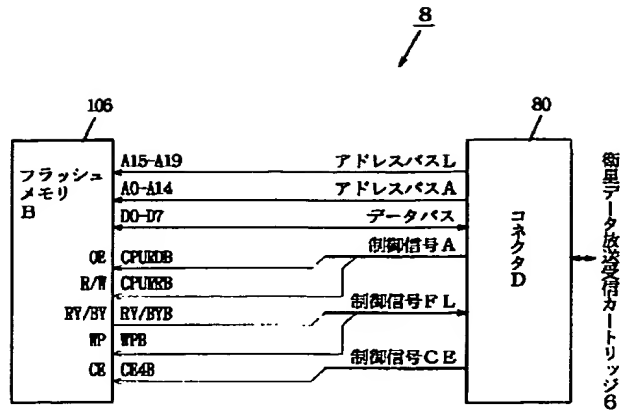 8
106
80
フラッシュ
メモリ
B
A15-A19
アドレスバスL
A0-A14
アドレスバスA
D0-D7
データバス
制御信号A
OE
CPURDB
R/W
CPUWRB
制御信号FL
RY/BY
RY/BYB
WP
WPB
制御信号CE
CE
CE4B
コネクタD
衛星データ放送受信カートリッジ6